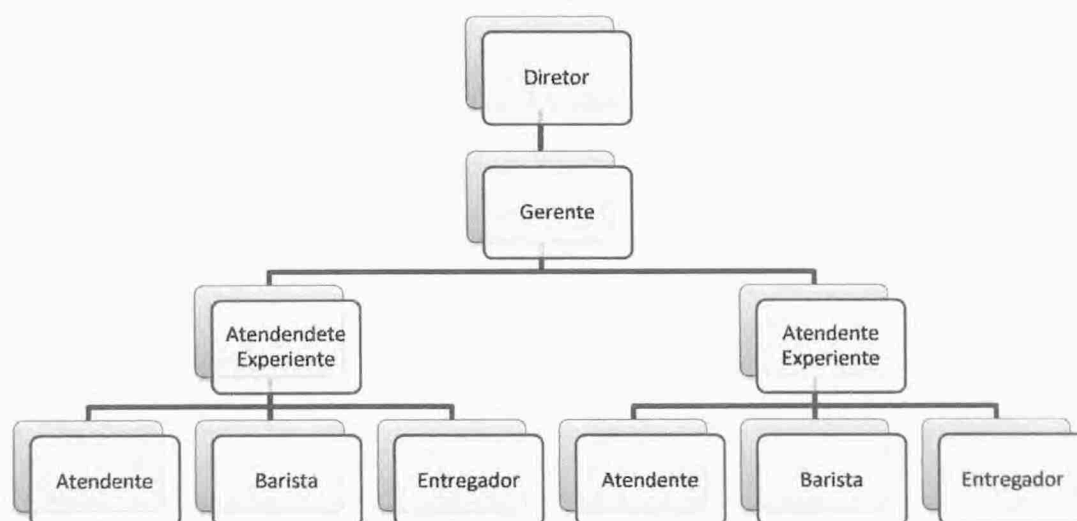 Diretor
Gerente
Atendendete
Experiente
Atendente
Experiente
Atendente
Barista
Entregador
Atendente
Barista
Entregador